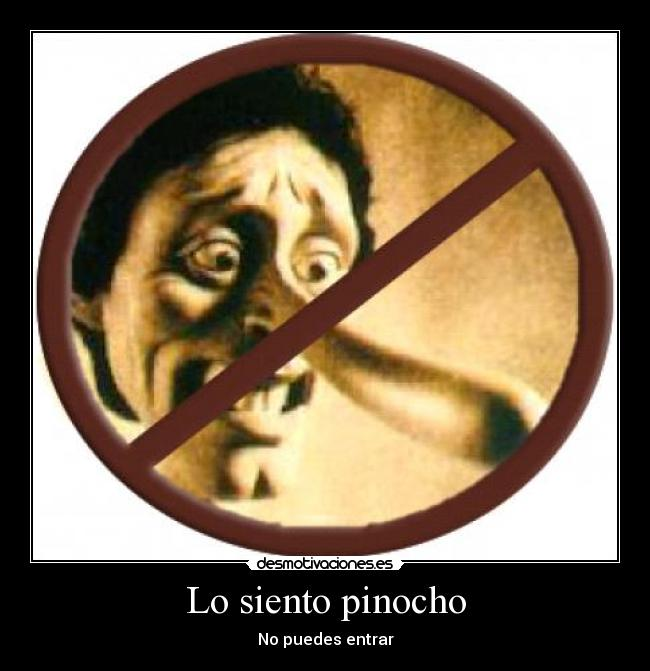 desmotivaciones.es
Lo siento pinocho
No puedes entrar